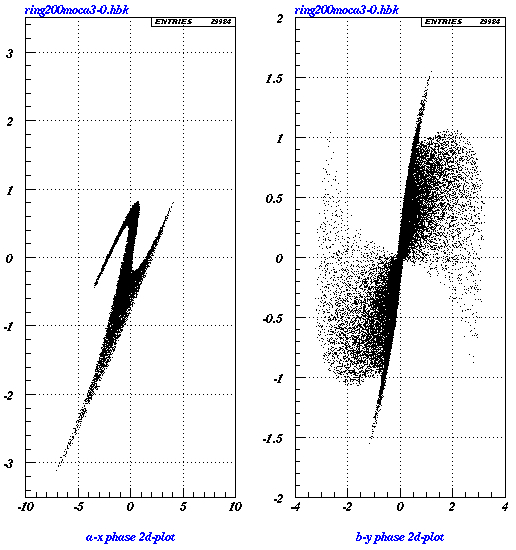 ring200moca3-0.hbk
ENTRIES 29984
3
2
1
0
-1
-2
-3
-10 -5 0 5 10
a-x phase 2d-plot
ring200moca3-0.hbk
ENTRIES 29984
2
1.5
1
0.5
0
-0.5
-1
-1.5
-2
-4 -2 0 2 4
b-y phase 2d-plot